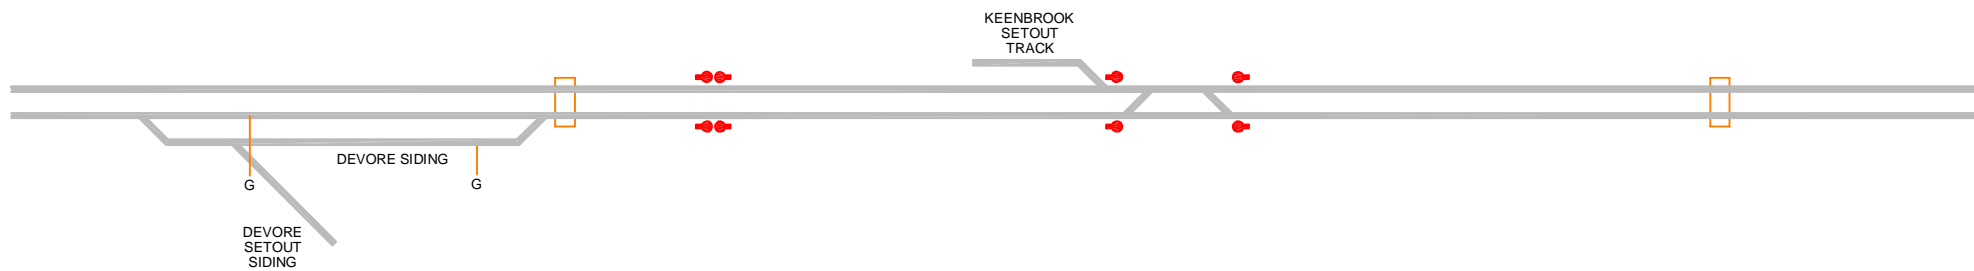 KEENBROOK
SETOUT
TRACK
DEVORE SIDING
G
G
DEVORE
SETOUT
SIDING